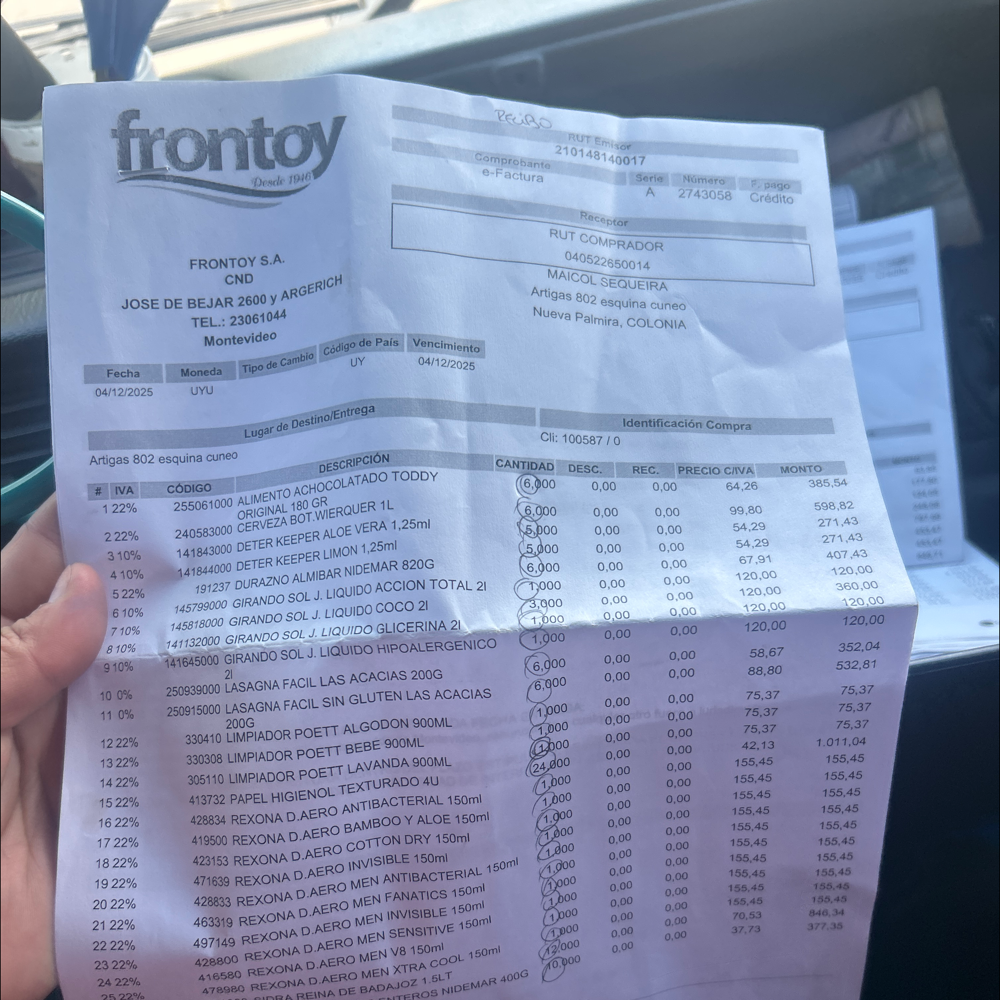 frontoy
Desde 1946
RECIBO
RUT Emisor
210148140017
Comprobante Serie Número F. pago
e-Factura A 2743058 Crédito
Receptor
RUT COMPRADOR
040522650014
MAICOL SEQUEIRA
Artigas 802 esquina cuneo
Nueva Palmira, COLONIA
FRONTOY S.A.
CND
JOSE DE BEJAR 2600 y ARGERICH
TEL.: 23061044
Montevideo
Fecha Moneda Tipo de Cambio Código de País Vencimiento
04/12/2025 UYU UY 04/12/2025
Lugar de Destino/Entrega Identificación Compra
Artigas 802 esquina cuneo Cli: 100587 / 0
# IVA CÓDIGO DESCRIPCIÓN CANTIDAD DESC. REC. PRECIO C/IVA MONTO
1 22% 255061000 ALIMENTO ACHOCOLATADO TODDY 6,000 0,00 0,00 64,26 385,54
ORIGINAL 180 GR
2 22% 240583000 CERVEZA BOT.WIERQUER 1L 6,000 0,00 0,00 99,80 598,82
3 10% 141843000 DETER KEEPER ALOE VERA 1,25ml 5,000 0,00 0,00 54,29 271,43
4 10% 141844000 DETER KEEPER LIMON 1,25ml 5,000 0,00 0,00 54,29 271,43
5 22% 191237 DURAZNO ALMIBAR NIDEMAR 820G 6,000 0,00 0,00 67,91 407,43
6 10% 145799000 GIRANDO SOL J. LIQUIDO ACCION TOTAL 2l 1,000 0,00 0,00 120,00 120,00
7 10% 145818000 GIRANDO SOL J. LIQUIDO COCO 2l 3,000 0,00 0,00 120,00 360,00
8 10% 141132000 GIRANDO SOL J. LIQUIDO GLICERINA 2l 1,000 0,00 0,00 120,00 120,00
9 10% 141645000 GIRANDO SOL J. LIQUIDO HIPOALERGENICO 1,000 0,00 0,00 120,00 120,00
2l
10 0% 250939000 LASAGNA FACIL LAS ACACIAS 200G 6,000 0,00 0,00 58,67 352,04
11 0% 250915000 LASAGNA FACIL SIN GLUTEN LAS ACACIAS 6,000 0,00 0,00 88,80 532,81
200G
12 22% 330410 LIMPIADOR POETT ALGODON 900ML 1,000 0,00 0,00 75,37 75,37
13 22% 330308 LIMPIADOR POETT BEBE 900ML 1,000 0,00 0,00 75,37 75,37
14 22% 305110 LIMPIADOR POETT LAVANDA 900ML 1,000 0,00 0,00 75,37 75,37
15 22% 413732 PAPEL HIGIENOL TEXTURADO 4U 24,000 0,00 0,00 42,13 1.011,04
16 22% 428834 REXONA D.AERO ANTIBACTERIAL 150ml 1,000 0,00 0,00 155,45 155,45
17 22% 419500 REXONA D.AERO BAMBOO Y ALOE 150ml 1,000 0,00 0,00 155,45 155,45
18 22% 423153 REXONA D.AERO COTTON DRY 150ml 1,000 0,00 0,00 155,45 155,45
19 22% 471639 REXONA D.AERO INVISIBLE 150ml 1,000 0,00 0,00 155,45 155,45
20 22% 428833 REXONA D.AERO MEN ANTIBACTERIAL 150ml 1,000 0,00 0,00 155,45 155,45
21 22% 463319 REXONA D.AERO MEN FANATICS 150ml 1,000 0,00 0,00 155,45 155,45
22 22% 497149 REXONA D.AERO MEN INVISIBLE 150ml 1,000 0,00 0,00 155,45 155,45
23 22% 428800 REXONA D.AERO MEN SENSITIVE 150ml 1,000 0,00 0,00 155,45 155,45
24 22% 416580 REXONA D.AERO MEN V8 150ml 1,000 0,00 0,00 155,45 155,45
25 22% 478980 REXONA D.AERO MEN XTRA COOL 150ml 1,000 0,00 0,00 155,45 155,45
SIDRA REINA DE BADAJOZ 1.5LT 12,000 0,00 0,00 70,53 846,34
ENTEROS NIDEMAR 400G 10,000 0,00 0,00 37,73 377,38